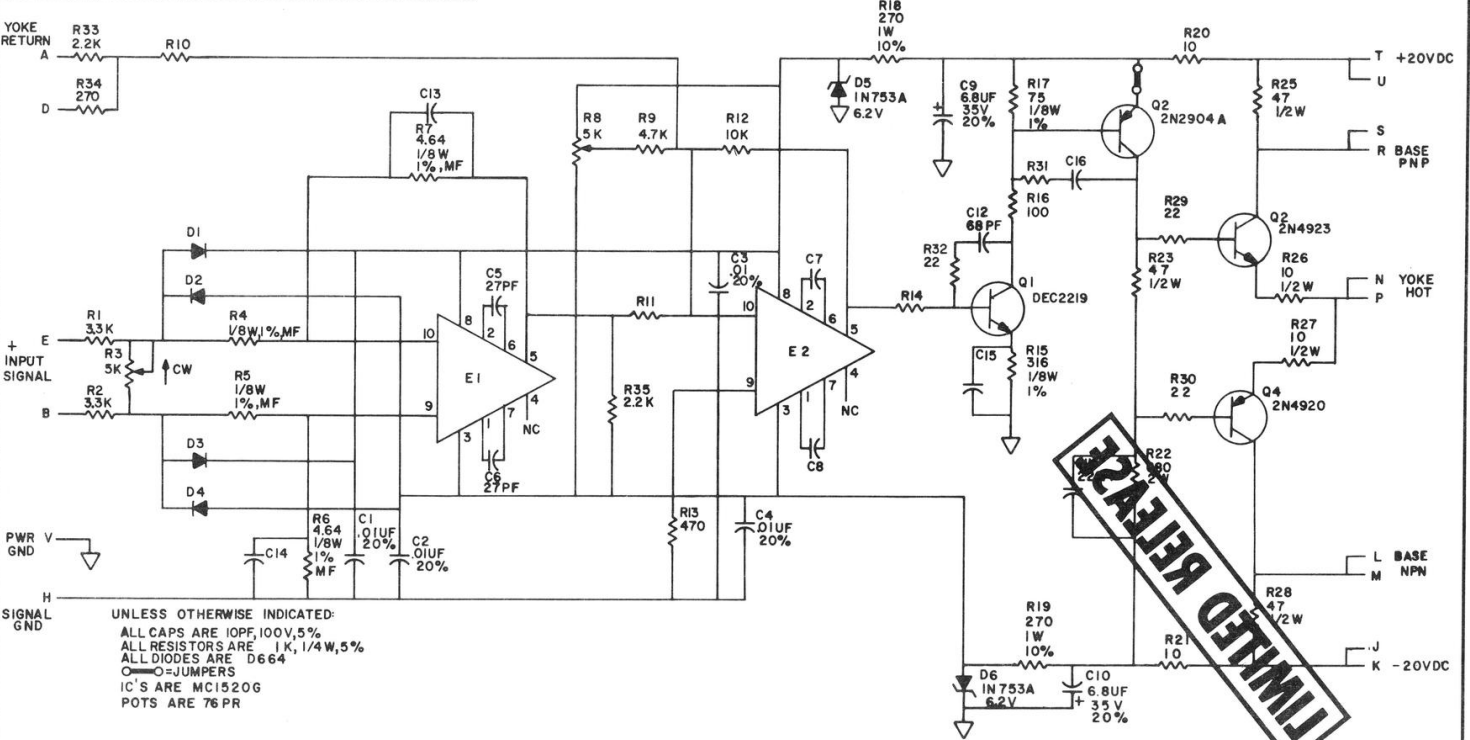 YOKE
RETURN
A
R33
2.2K
R10
D
R34
270
C13
R7
4.64
1/8W
1%,MF
R8
5K
R9
4.7K
R12
10K
D5
IN753A
6.2V
R18
270
1W
10%
C9
6.8UF
35V
20%
+
R17
75
1/8W
1%
Q2
2N2904A
R20
10
T +20VDC
U
R25
47
1/2W
S
R BASE
PNP
R31
C16
R16
100
C12
68PF
R32
22
R29
22
Q2
2N4923
R26
10
1/2W
N YOKE
P HOT
D1
D2
C5
27PF
C3
.01
20%
C7
R23
47
1/2W
R27
10
1/2W
E
+
INPUT
SIGNAL
B
R1
3.3K
R3
5K
CW
R2
3.3K
R4
1/8W,1%,MF
R5
1/8W
1%,MF
10
8
2
6
5
E1
9
3
1
7
4
NC
C6
27PF
R11
R35
2.2K
10
8
2
6
5
E2
9
3
1
7
4
NC
C8
R14
Q1
DEC2219
C15
R15
316
1/8W
1%
R30
22
Q4
2N4920
D3
D4
R22
LIMITED RELEASE
PWR V
GND
C14
R6
4.64
1/8W
1%
MF
C1
.01UF
20%
C2
.01UF
20%
R13
470
C4
.01UF
20%
L BASE
M NPN
R28
47
1/2W
H
SIGNAL
GND
R19
270
1W
10%
R21
10
J
K -20VDC
D6
IN753A
6.2V
C10
6.8UF
+ 35V
20%
UNLESS OTHERWISE INDICATED:
ALL CAPS ARE 10PF,100V,5%
ALL RESISTORS ARE 1K, 1/4W,5%
ALL DIODES ARE D664
=JUMPERS
IC'S ARE MC1520G
POTS ARE 76PR